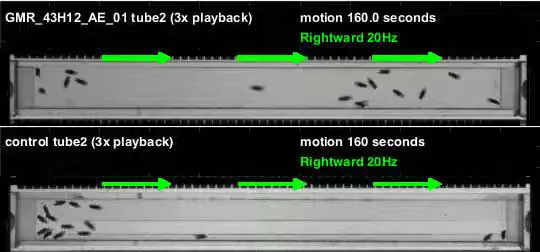 GMR_43H12_AE_01 tube2 (3x playback) motion 160.0 seconds
Rightward 20Hz
control tube2 (3x playback) motion 160 seconds
Rightward 20Hz